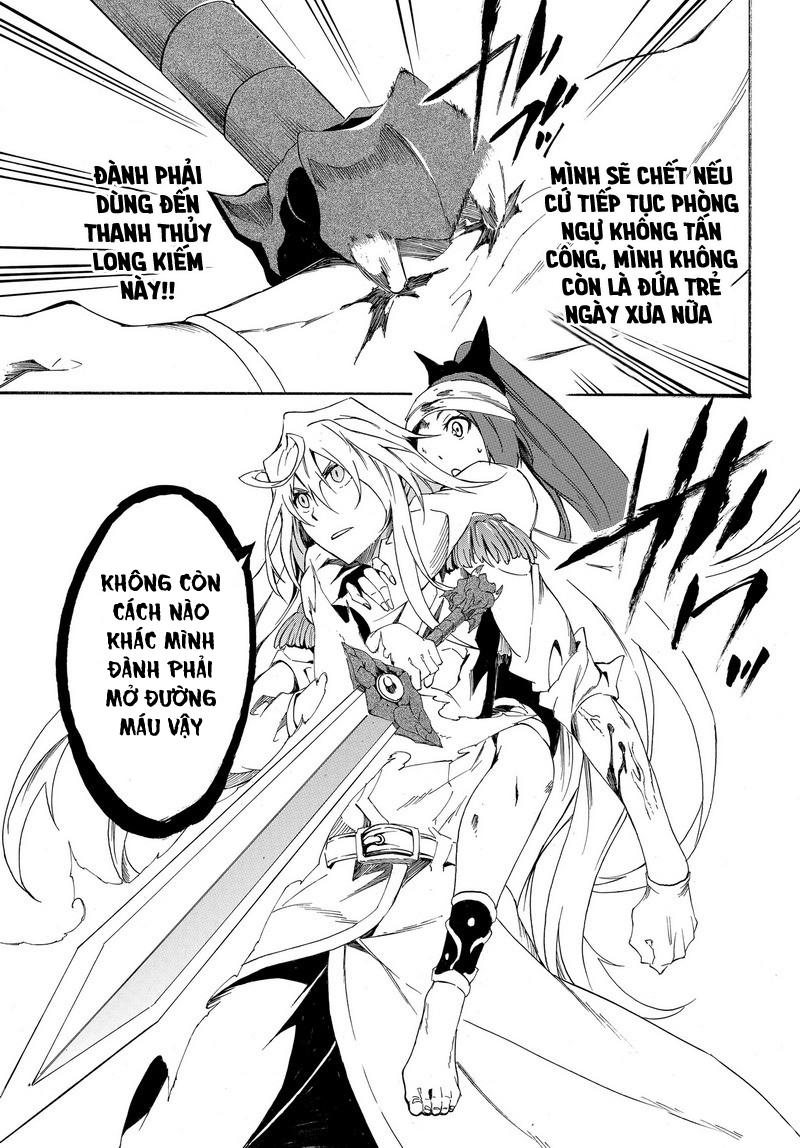 MÌNH SẼ CHẾT NẾU
CỨ TIẾP TỤC PHÒNG
NGỰ KHÔNG TẤN
CÔNG, MÌNH KHÔNG
CÒN LÀ ĐỨA TRẺ
NGÀY XƯA NỮA
ĐÀNH PHẢI
DÙNG ĐẾN
THANH THỦY
LONG KIẾM
NÀY!!
KHÔNG CÒN
CÁCH NÀO
KHÁC MÌNH
ĐÀNH PHẢI
MỞ ĐƯỜNG
MÁU VẬY